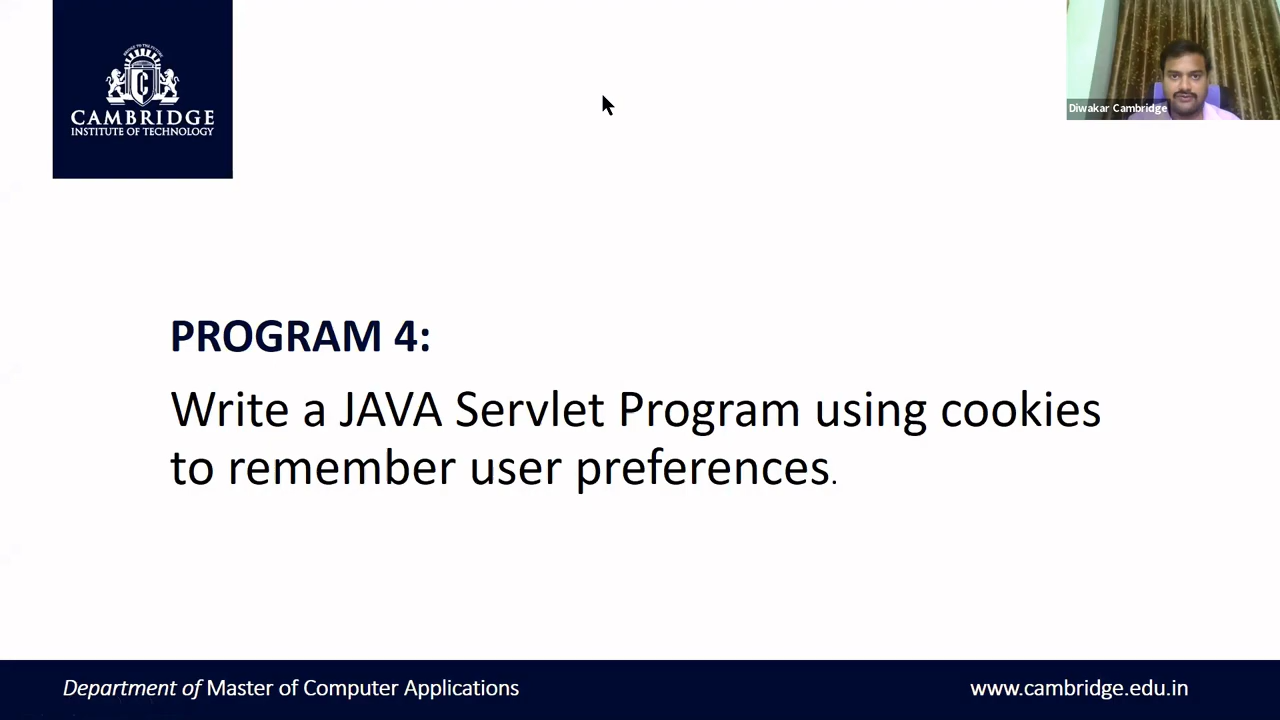 CAMBRIDGE
INSTITUTE OF TECHNOLOGY
Diwakar Cambridge
PROGRAM 4:
Write a JAVA Servlet Program using cookies
to remember user preferences.
Department of Master of Computer Applications
www.cambridge.edu.in